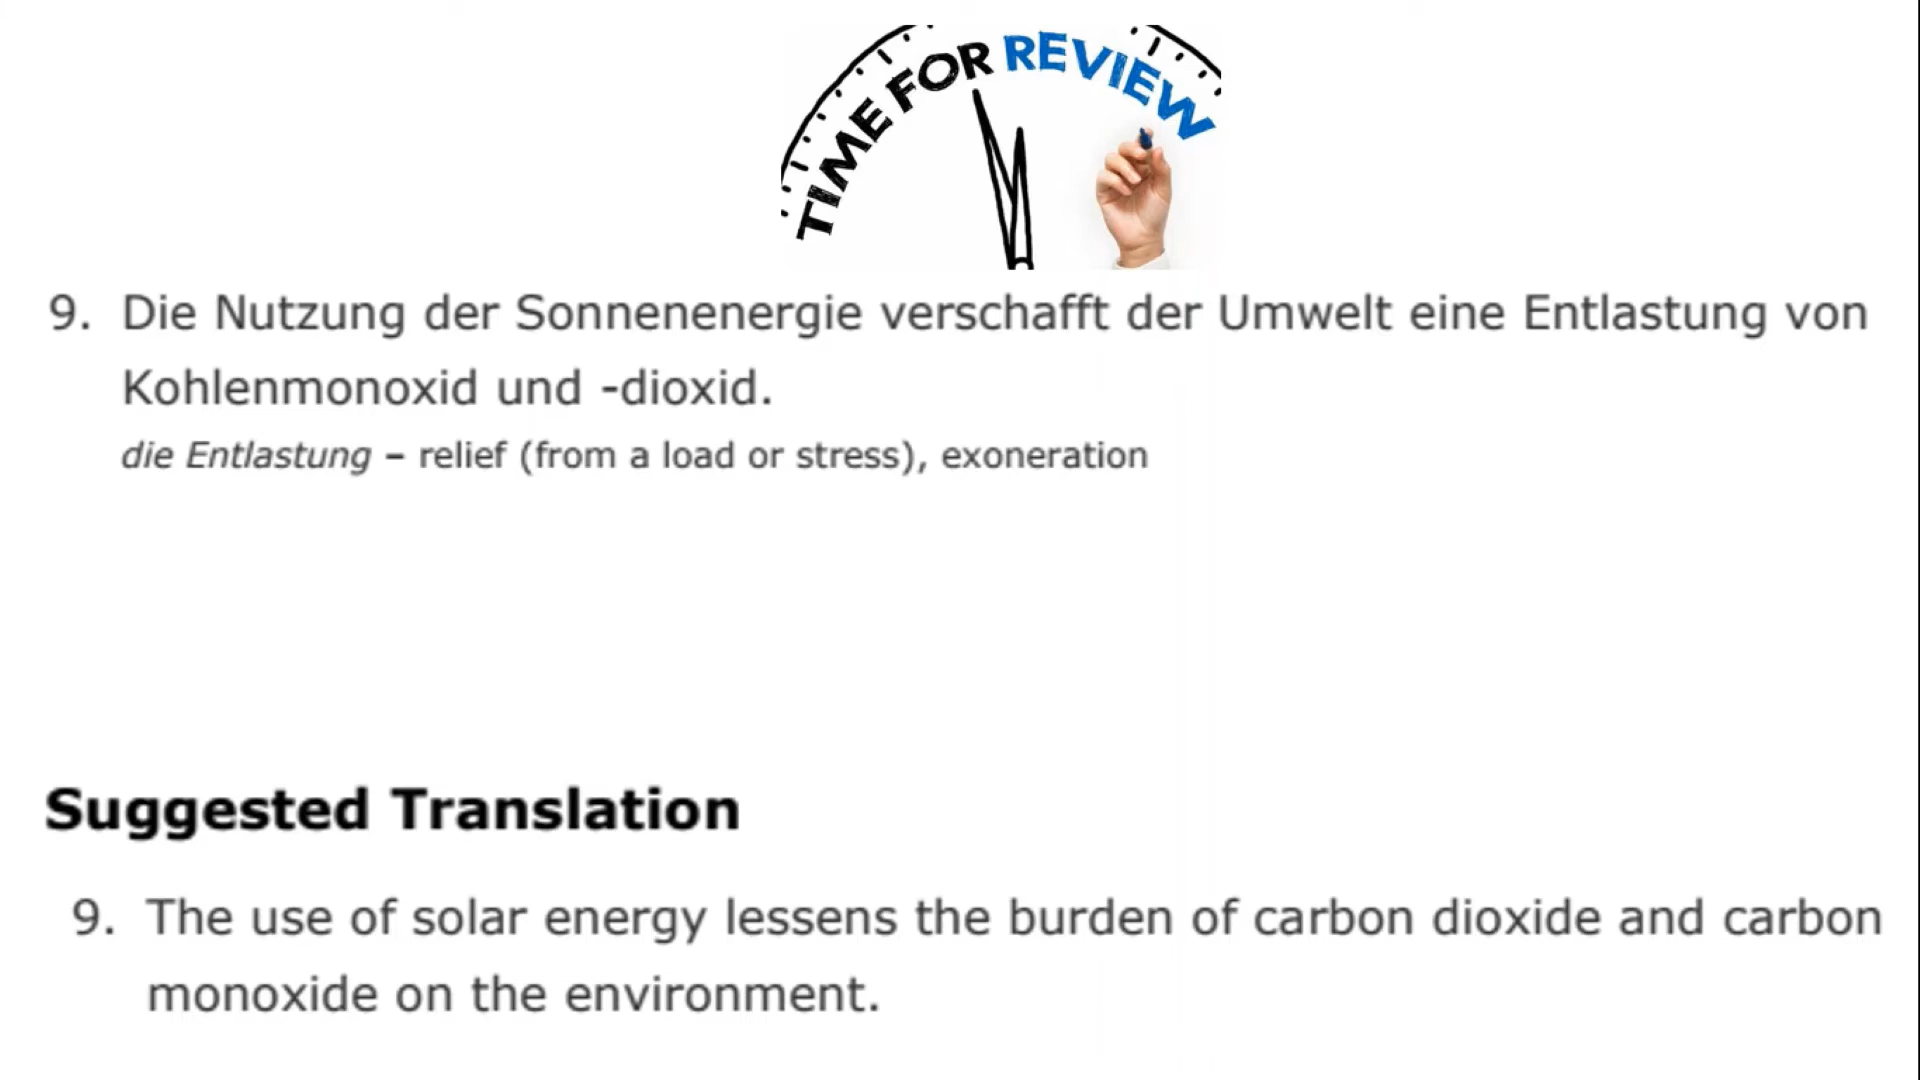 TIME FOR REVIEW
9. Die Nutzung der Sonnenenergie verschafft der Umwelt eine Entlastung von
Kohlenmonoxid und -dioxid.
die Entlastung – relief (from a load or stress), exoneration
Suggested Translation
9. The use of solar energy lessens the burden of carbon dioxide and carbon
monoxide on the environment.